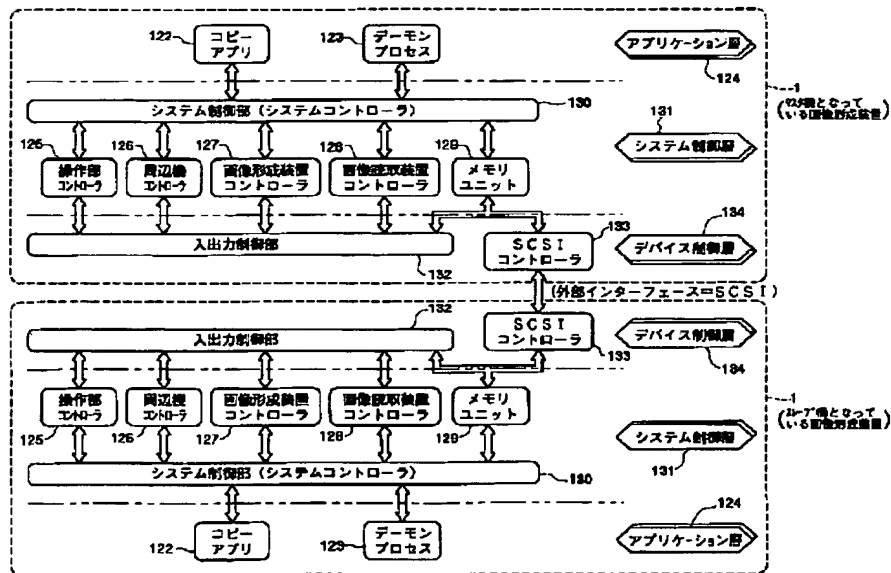 122
コピー
アプリ
123
デーモン
プロセス
アプリケーション層
124
1
(マスタ機となって
いる画像形成装置)
システム制御部(システムコントローラ)
130
131
システム制御層
125
操作部
コントローラ
126
周辺機
コントローラ
127
画像形成装置
コントローラ
128
画像読取装置
コントローラ
129
メモリ
ユニット
入出力制御部
132
SCSI
コントローラ
133
134
デバイス制御層
(外部インターフェース=SCSI)
132
入出力制御部
SCSI
コントローラ
133
デバイス制御層
134
操作部
コントローラ
125
周辺機
コントローラ
126
画像形成装置
コントローラ
127
画像読取装置
コントローラ
128
メモリ
ユニット
129
1
(スレーブ機となって
いる画像形成装置)
システム制御層
131
システム制御部(システムコントローラ)
130
コピー
アプリ
122
デーモン
プロセス
123
124
アプリケーション層